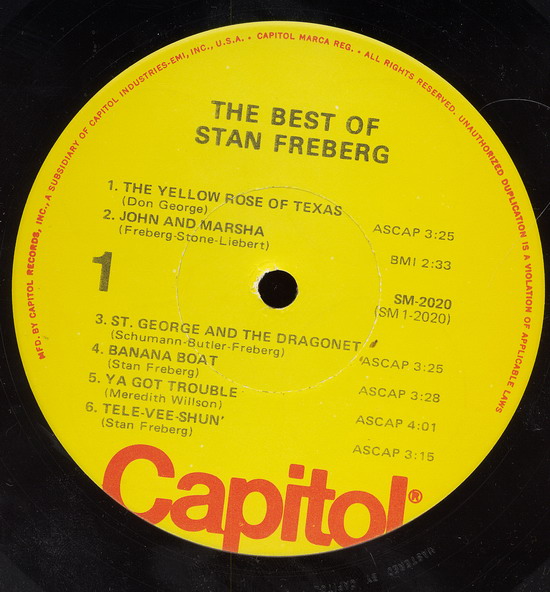 MFD. BY CAPITOL RECORDS, INC., A SUBSIDIARY OF CAPITOL INDUSTRIES-EMI, INC., U.S.A. • CAPITOL MARCA REG. • ALL RIGHTS RESERVED. UNAUTHORIZED DUPLICATION IS A VIOLATION OF APPLICABLE LAWS
THE BEST OF
STAN FREBERG
1. THE YELLOW ROSE OF TEXAS
(Don George) ASCAP 3:25
2. JOHN AND MARSHA
(Freberg-Stone-Liebert) BMI 2:33
1
SM-2020
(SM1-2020)
3. ST. GEORGE AND THE DRAGONET
(Schumann-Butler-Freberg) ASCAP 3:25
4. BANANA BOAT
(Stan Freberg) ASCAP 3:28
5. YA GOT TROUBLE
(Meredith Willson) ASCAP 4:01
6. TELE-VEE-SHUN'
(Stan Freberg) ASCAP 3:15
Capitol®
MASTERED BY CAPITOL